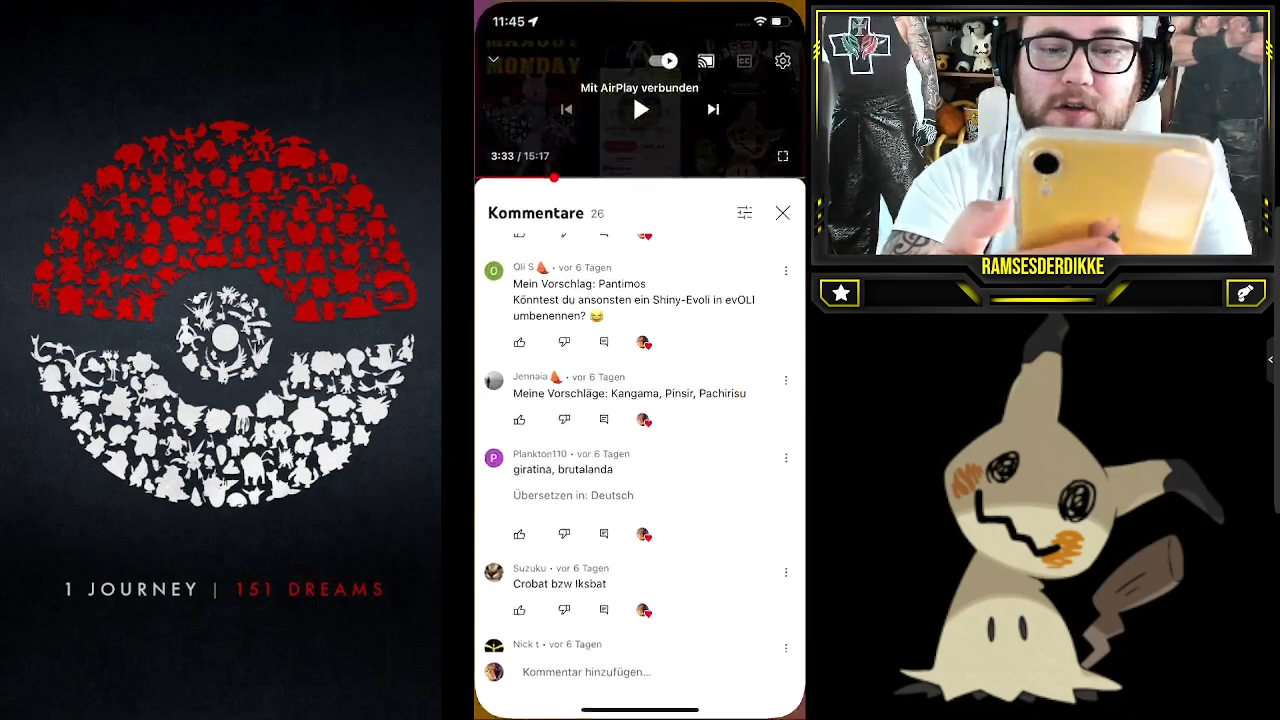 11:45
MONDAY
Mit AirPlay verbunden
3:33 / 15:17
Kommentare 26
Oli S • vor 6 Tagen
Mein Vorschlag: Pantimos
Könntest du ansonsten ein Shiny-Evoli in evOLI
umbenennen? 😂
Jennaia • vor 6 Tagen
Meine Vorschläge: Kangama, Pinsir, Pachirisu
P
Plankton110 • vor 6 Tagen
giratina, brutalanda
Übersetzen in: Deutsch
Suzuku • vor 6 Tagen
Crobat bzw Iksbat
Nick t • vor 6 Tagen
Kommentar hinzufügen...
1 JOURNEY | 151 DREAMS
RAMSESDERDIKKE